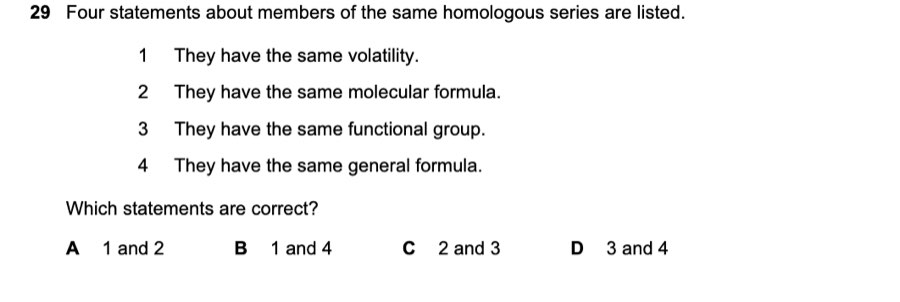 29 Four statements about members of the same homologous series are listed.
1 They have the same volatility.
2 They have the same molecular formula.
3 They have the same functional group.
4 They have the same general formula.
Which statements are correct?
A 1 and 2 B 1 and 4 C 2 and 3 D 3 and 4